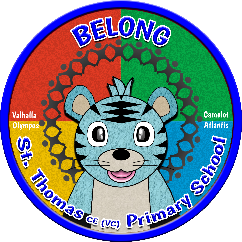 BELONG
Valhalla
Olympus
Camelot
Atlantis
St. Thomas CE (VC) Primary School